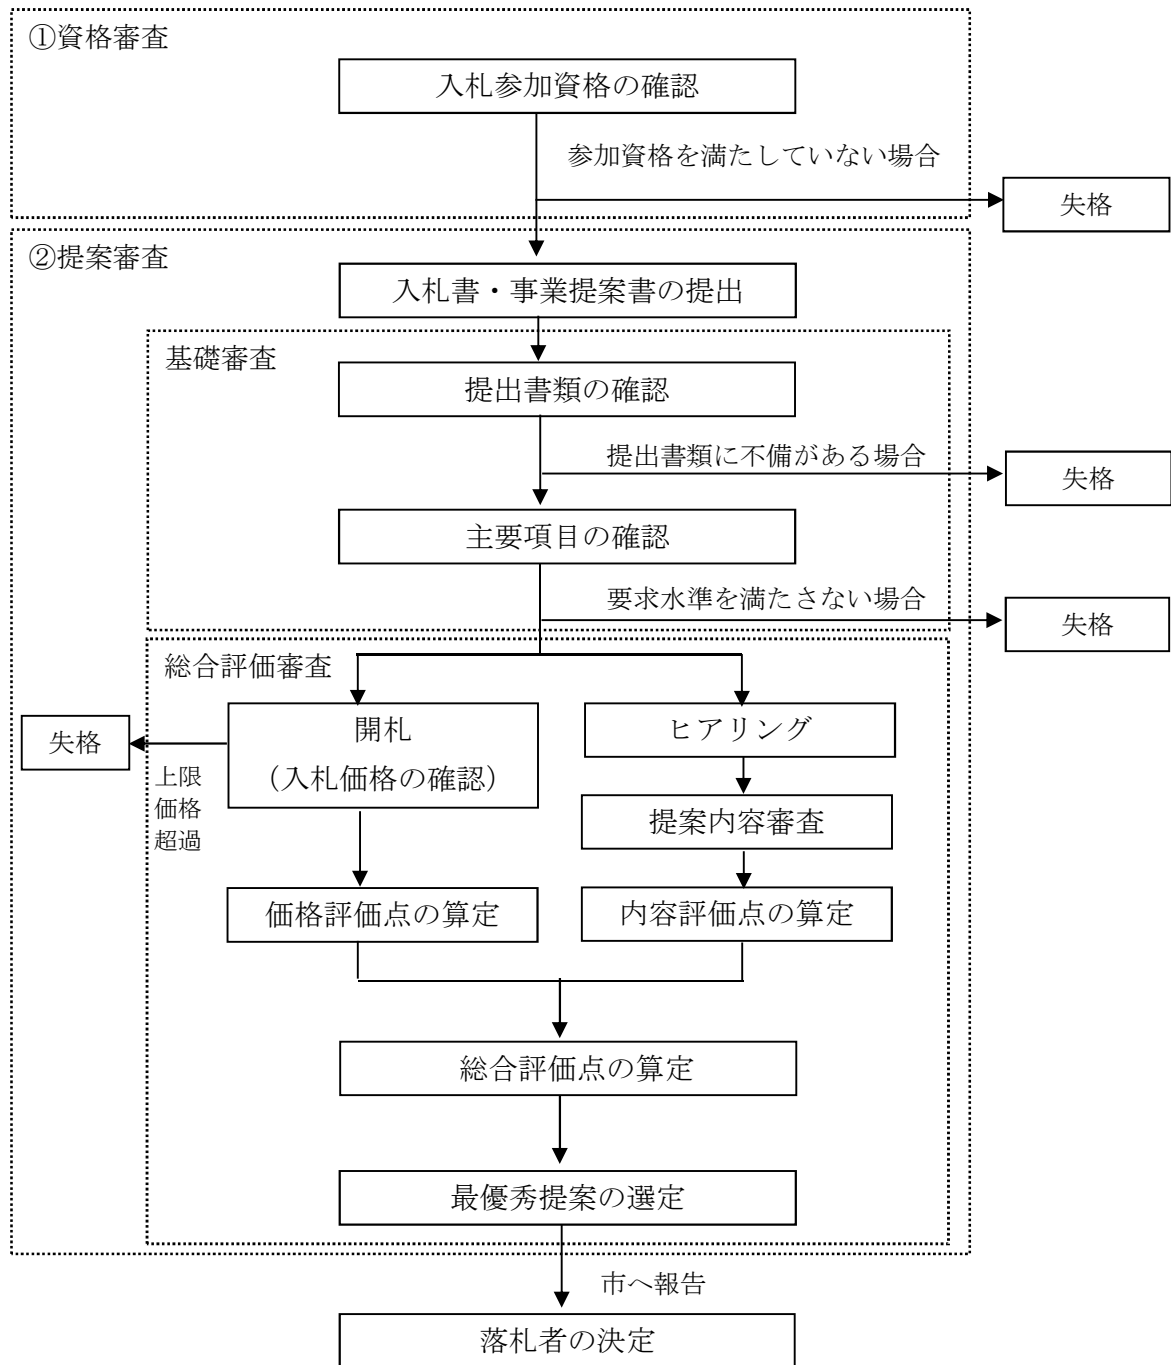 ①資格審査
入札参加資格の確認
参加資格を満たしていない場合
失格
②提案審査
入札書・事業提案書の提出
基礎審査
提出書類の確認
提出書類に不備がある場合
失格
主要項目の確認
要求水準を満たさない場合
失格
総合評価審査
開札
（入札価格の確認）
失格
上限
価格
超過
ヒアリング
提案内容審査
価格評価点の算定
内容評価点の算定
総合評価点の算定
最優秀提案の選定
市へ報告
落札者の決定